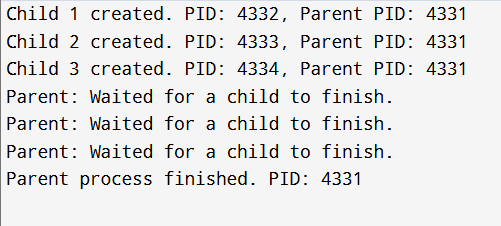 Child 1 created. PID: 4332, Parent PID: 4331
Child 2 created. PID: 4333, Parent PID: 4331
Child 3 created. PID: 4334, Parent PID: 4331
Parent: Waited for a child to finish.
Parent: Waited for a child to finish.
Parent: Waited for a child to finish.
Parent process finished. PID: 4331